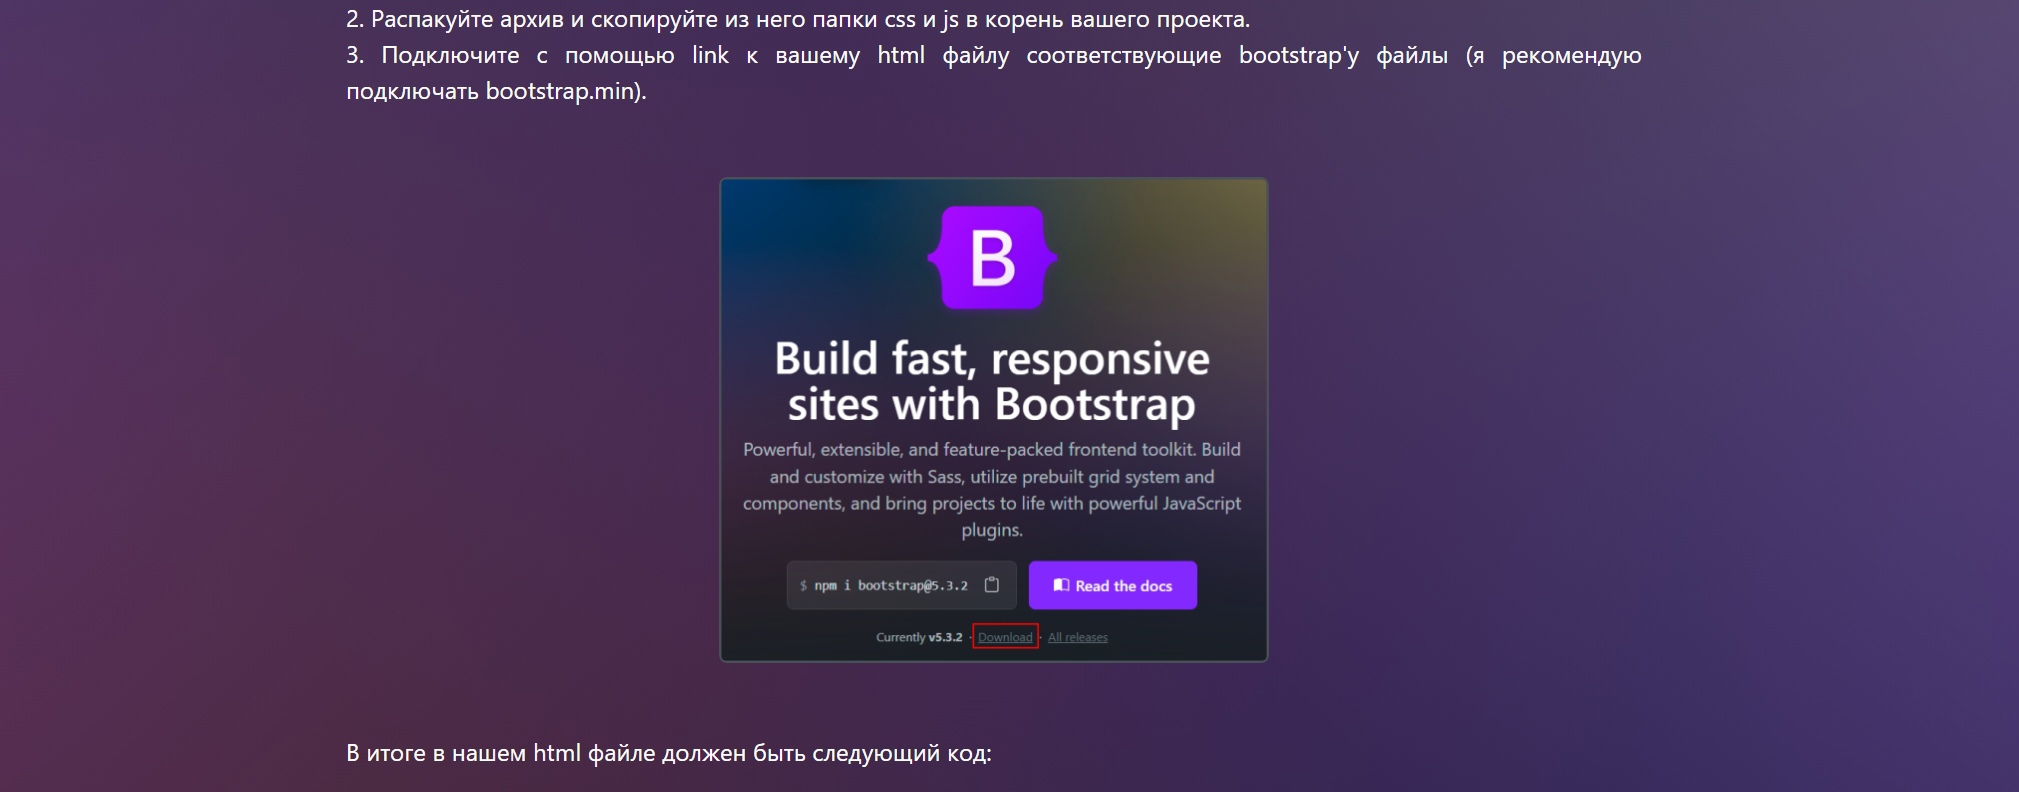 2. Распакуйте архив и скопируйте из него папки css и js в корень вашего проекта.
3. Подключите с помощью link к вашему html файлу соответствующие bootstrap'у файлы (я рекомендую
подключать bootstrap.min).
B
Build fast, responsive
sites with Bootstrap
Powerful, extensible, and feature-packed frontend toolkit. Build
and customize with Sass, utilize prebuilt grid system and
components, and bring projects to life with powerful JavaScript
plugins.
$ npm i bootstrap@5.3.2
Read the docs
Currently v5.3.2 · Download · All releases
В итоге в нашем html файле должен быть следующий код: